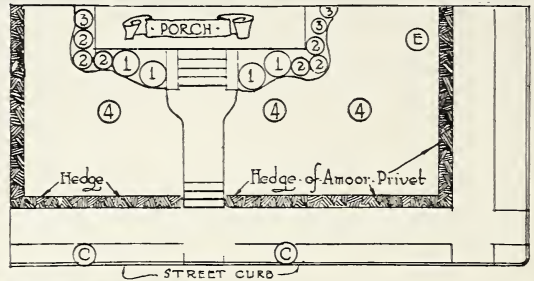 3 3
PORCH
2 2
2 2 1 1 2 2
1 1
E
4 4 4
Hedge Hedge-of-Amoor-Privet
C C
STREET CURB